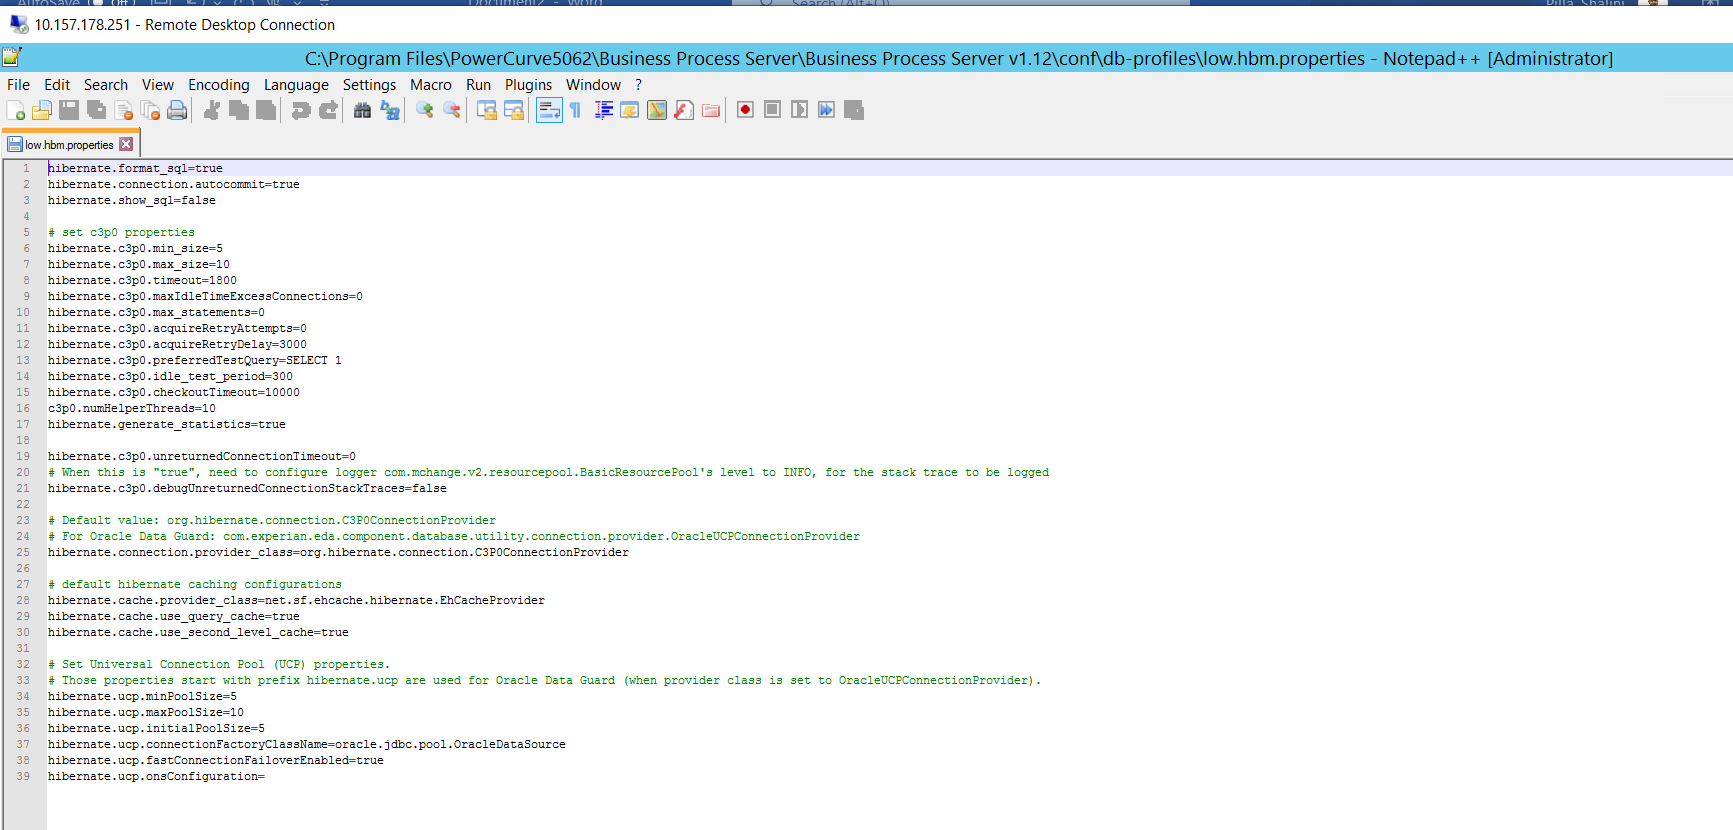 AutoSave Off Document2 - Word Search (Alt+Q) Pilla, Shalini
10.157.178.251 - Remote Desktop Connection
C:\Program Files\PowerCurve5062\Business Process Server\Business Process Server v1.12\conf\db-profiles\low.hbm.properties - Notepad++ [Administrator]
File Edit Search View Encoding Language Settings Macro Run Plugins Window ?
low.hbm.properties
1 hibernate.format_sql=true
2 hibernate.connection.autocommit=true
3 hibernate.show_sql=false
4
5 # set c3p0 properties
6 hibernate.c3p0.min_size=5
7 hibernate.c3p0.max_size=10
8 hibernate.c3p0.timeout=1800
9 hibernate.c3p0.maxIdleTimeExcessConnections=0
10 hibernate.c3p0.max_statements=0
11 hibernate.c3p0.acquireRetryAttempts=0
12 hibernate.c3p0.acquireRetryDelay=3000
13 hibernate.c3p0.preferredTestQuery=SELECT 1
14 hibernate.c3p0.idle_test_period=300
15 hibernate.c3p0.checkoutTimeout=10000
16 c3p0.numHelperThreads=10
17 hibernate.generate_statistics=true
18
19 hibernate.c3p0.unreturnedConnectionTimeout=0
20 # When this is "true", need to configure logger com.mchange.v2.resourcepool.BasicResourcePool's level to INFO, for the stack trace to be logged
21 hibernate.c3p0.debugUnreturnedConnectionStackTraces=false
22
23 # Default value: org.hibernate.connection.C3P0ConnectionProvider
24 # For Oracle Data Guard: com.experian.eda.component.database.utility.connection.provider.OracleUCPConnectionProvider
25 hibernate.connection.provider_class=org.hibernate.connection.C3P0ConnectionProvider
26
27 # default hibernate caching configurations
28 hibernate.cache.provider_class=net.sf.ehcache.hibernate.EhCacheProvider
29 hibernate.cache.use_query_cache=true
30 hibernate.cache.use_second_level_cache=true
31
32 # Set Universal Connection Pool (UCP) properties.
33 # Those properties start with prefix hibernate.ucp are used for Oracle Data Guard (when provider class is set to OracleUCPConnectionProvider).
34 hibernate.ucp.minPoolSize=5
35 hibernate.ucp.maxPoolSize=10
36 hibernate.ucp.initialPoolSize=5
37 hibernate.ucp.connectionFactoryClassName=oracle.jdbc.pool.OracleDataSource
38 hibernate.ucp.fastConnectionFailoverEnabled=true
39 hibernate.ucp.onsConfiguration=